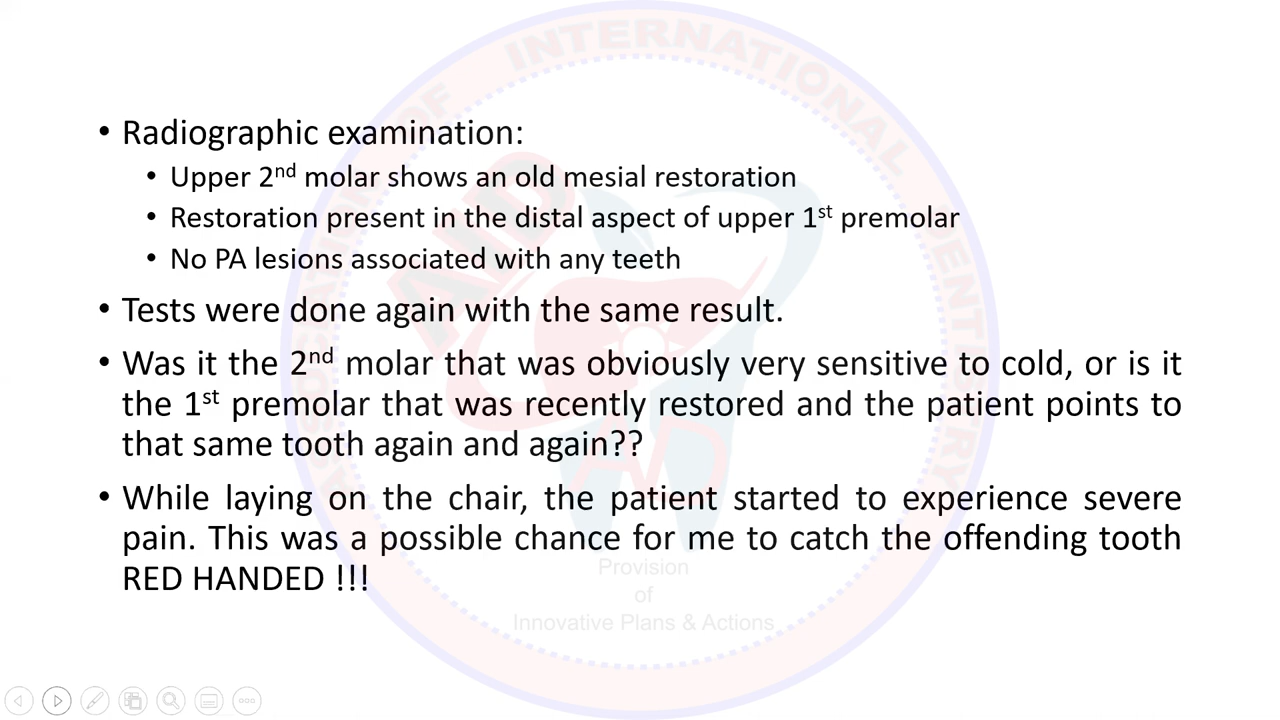 • Radiographic examination:
• Upper 2nd molar shows an old mesial restoration
• Restoration present in the distal aspect of upper 1st premolar
• No PA lesions associated with any teeth
• Tests were done again with the same result.
• Was it the 2nd molar that was obviously very sensitive to cold, or is it
the 1st premolar that was recently restored and the patient points to
that same tooth again and again??
• While laying on the chair, the patient started to experience severe
pain. This was a possible chance for me to catch the offending tooth
RED HANDED !!!
ASSOCIATION OF INTERNATIONAL DENTISTRY
AID
Provision
of
Innovative Plans & Actions